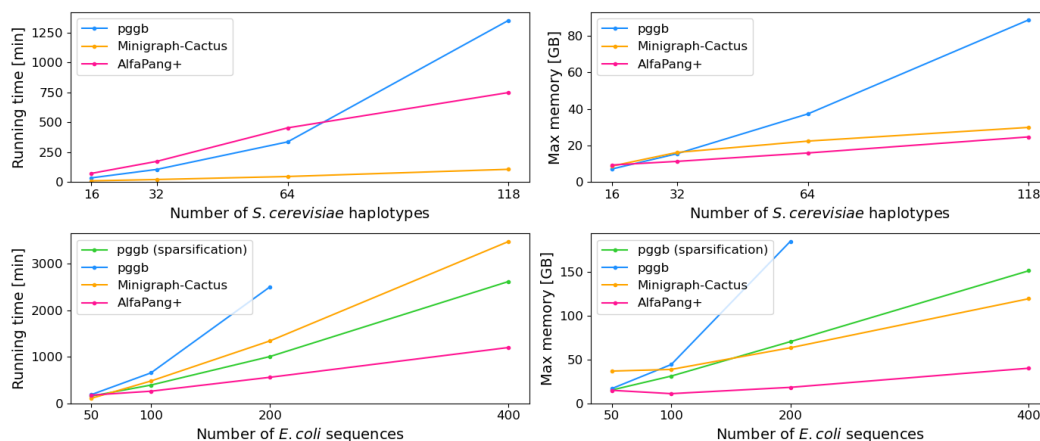 pggb
Minigraph-Cactus
AlfaPang+
Running time [min]
1250
1000
750
500
250
0
16
32
64
118
Number of S.cerevisiae haplotypes
pggb
Minigraph-Cactus
AlfaPang+
Max memory [GB]
80
60
40
20
0
16
32
64
118
Number of S.cerevisiae haplotypes
pggb (sparsification)
pggb
Minigraph-Cactus
AlfaPang+
Running time [min]
3000
2000
1000
0
50
100
200
400
Number of E.coli sequences
pggb (sparsification)
pggb
Minigraph-Cactus
AlfaPang+
Max memory [GB]
150
100
50
0
50
100
200
400
Number of E.coli sequences